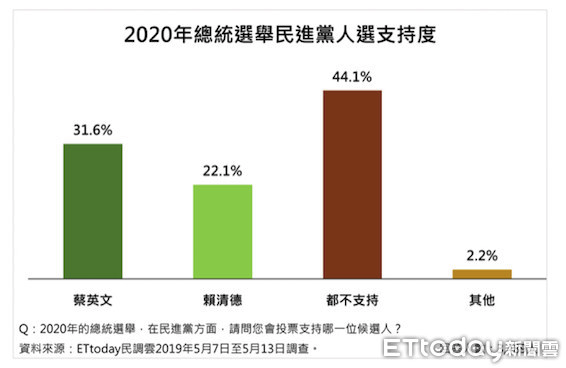 2020年總統選舉民進黨人選支持度
44.1%
31.6%
22.1%
2.2%
蔡英文 賴清德 都不支持 其他
Q：2020年的總統選舉，在民進黨方面，請問您會投票支持哪一位候選人？
資料來源：ETtoday民調雲2019年5月7日至5月13日調查。
ETtoday新聞雲